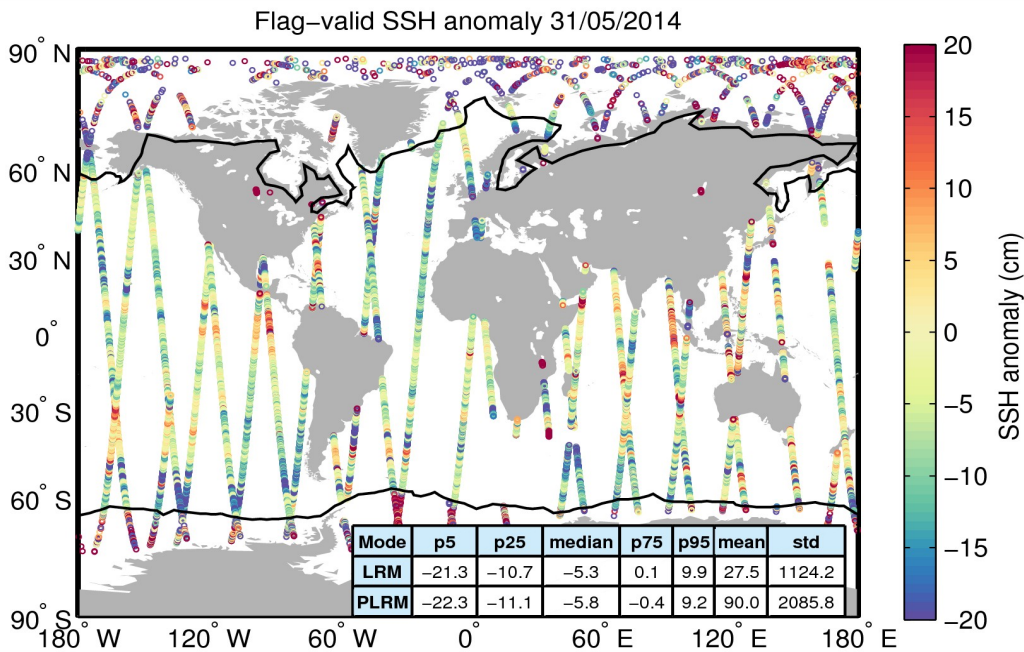 Flag−valid SSH anomaly 31/05/2014
90° N
60° N
30° N
0°
30° S
60° S
90° S
180° W
120° W
60° W
0°
60° E
120° E
180° E
20
15
10
5
0
−5
−10
−15
−20
SSH anomaly (cm)
Mode p5 p25 median p75 p95 mean std
LRM −21.3 −10.7 −5.3 0.1 9.9 27.5 1124.2
PLRM −22.3 −11.1 −5.8 −0.4 9.2 90.0 2085.8